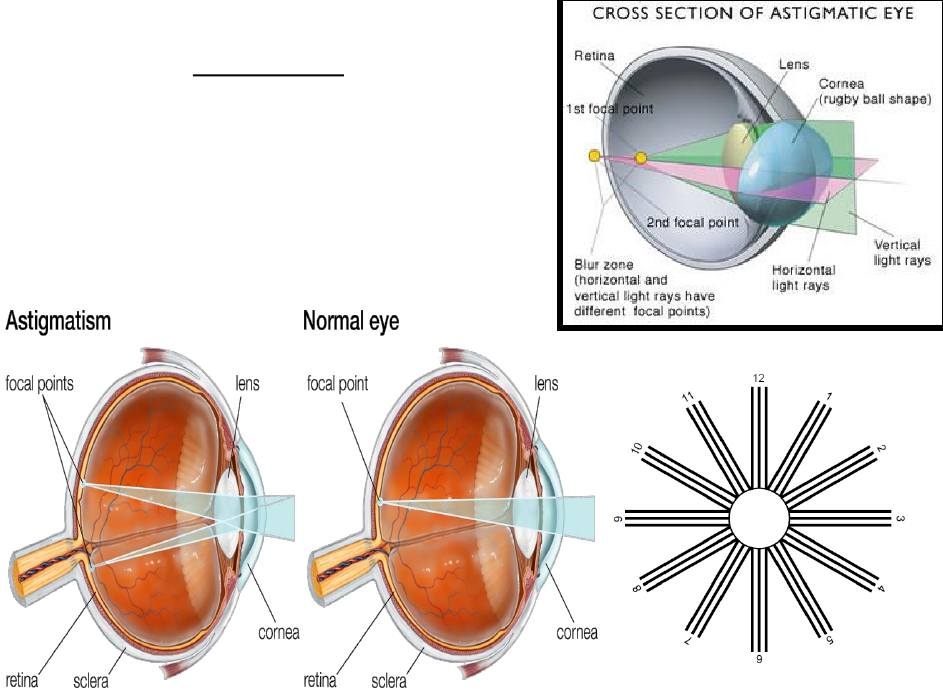 CROSS SECTION OF ASTIGMATIC EYE
Retina
Lens
Cornea
(rugby ball shape)
1st focal point
2nd focal point
Vertical
light rays
Horizontal
light rays
Blur zone
(horizontal and
vertical light rays have
different focal points)
Astigmatism
focal points
lens
cornea
retina
sclera
Normal eye
focal point
lens
cornea
retina
sclera
12
1
2
3
4
5
6
7
8
9
10
11